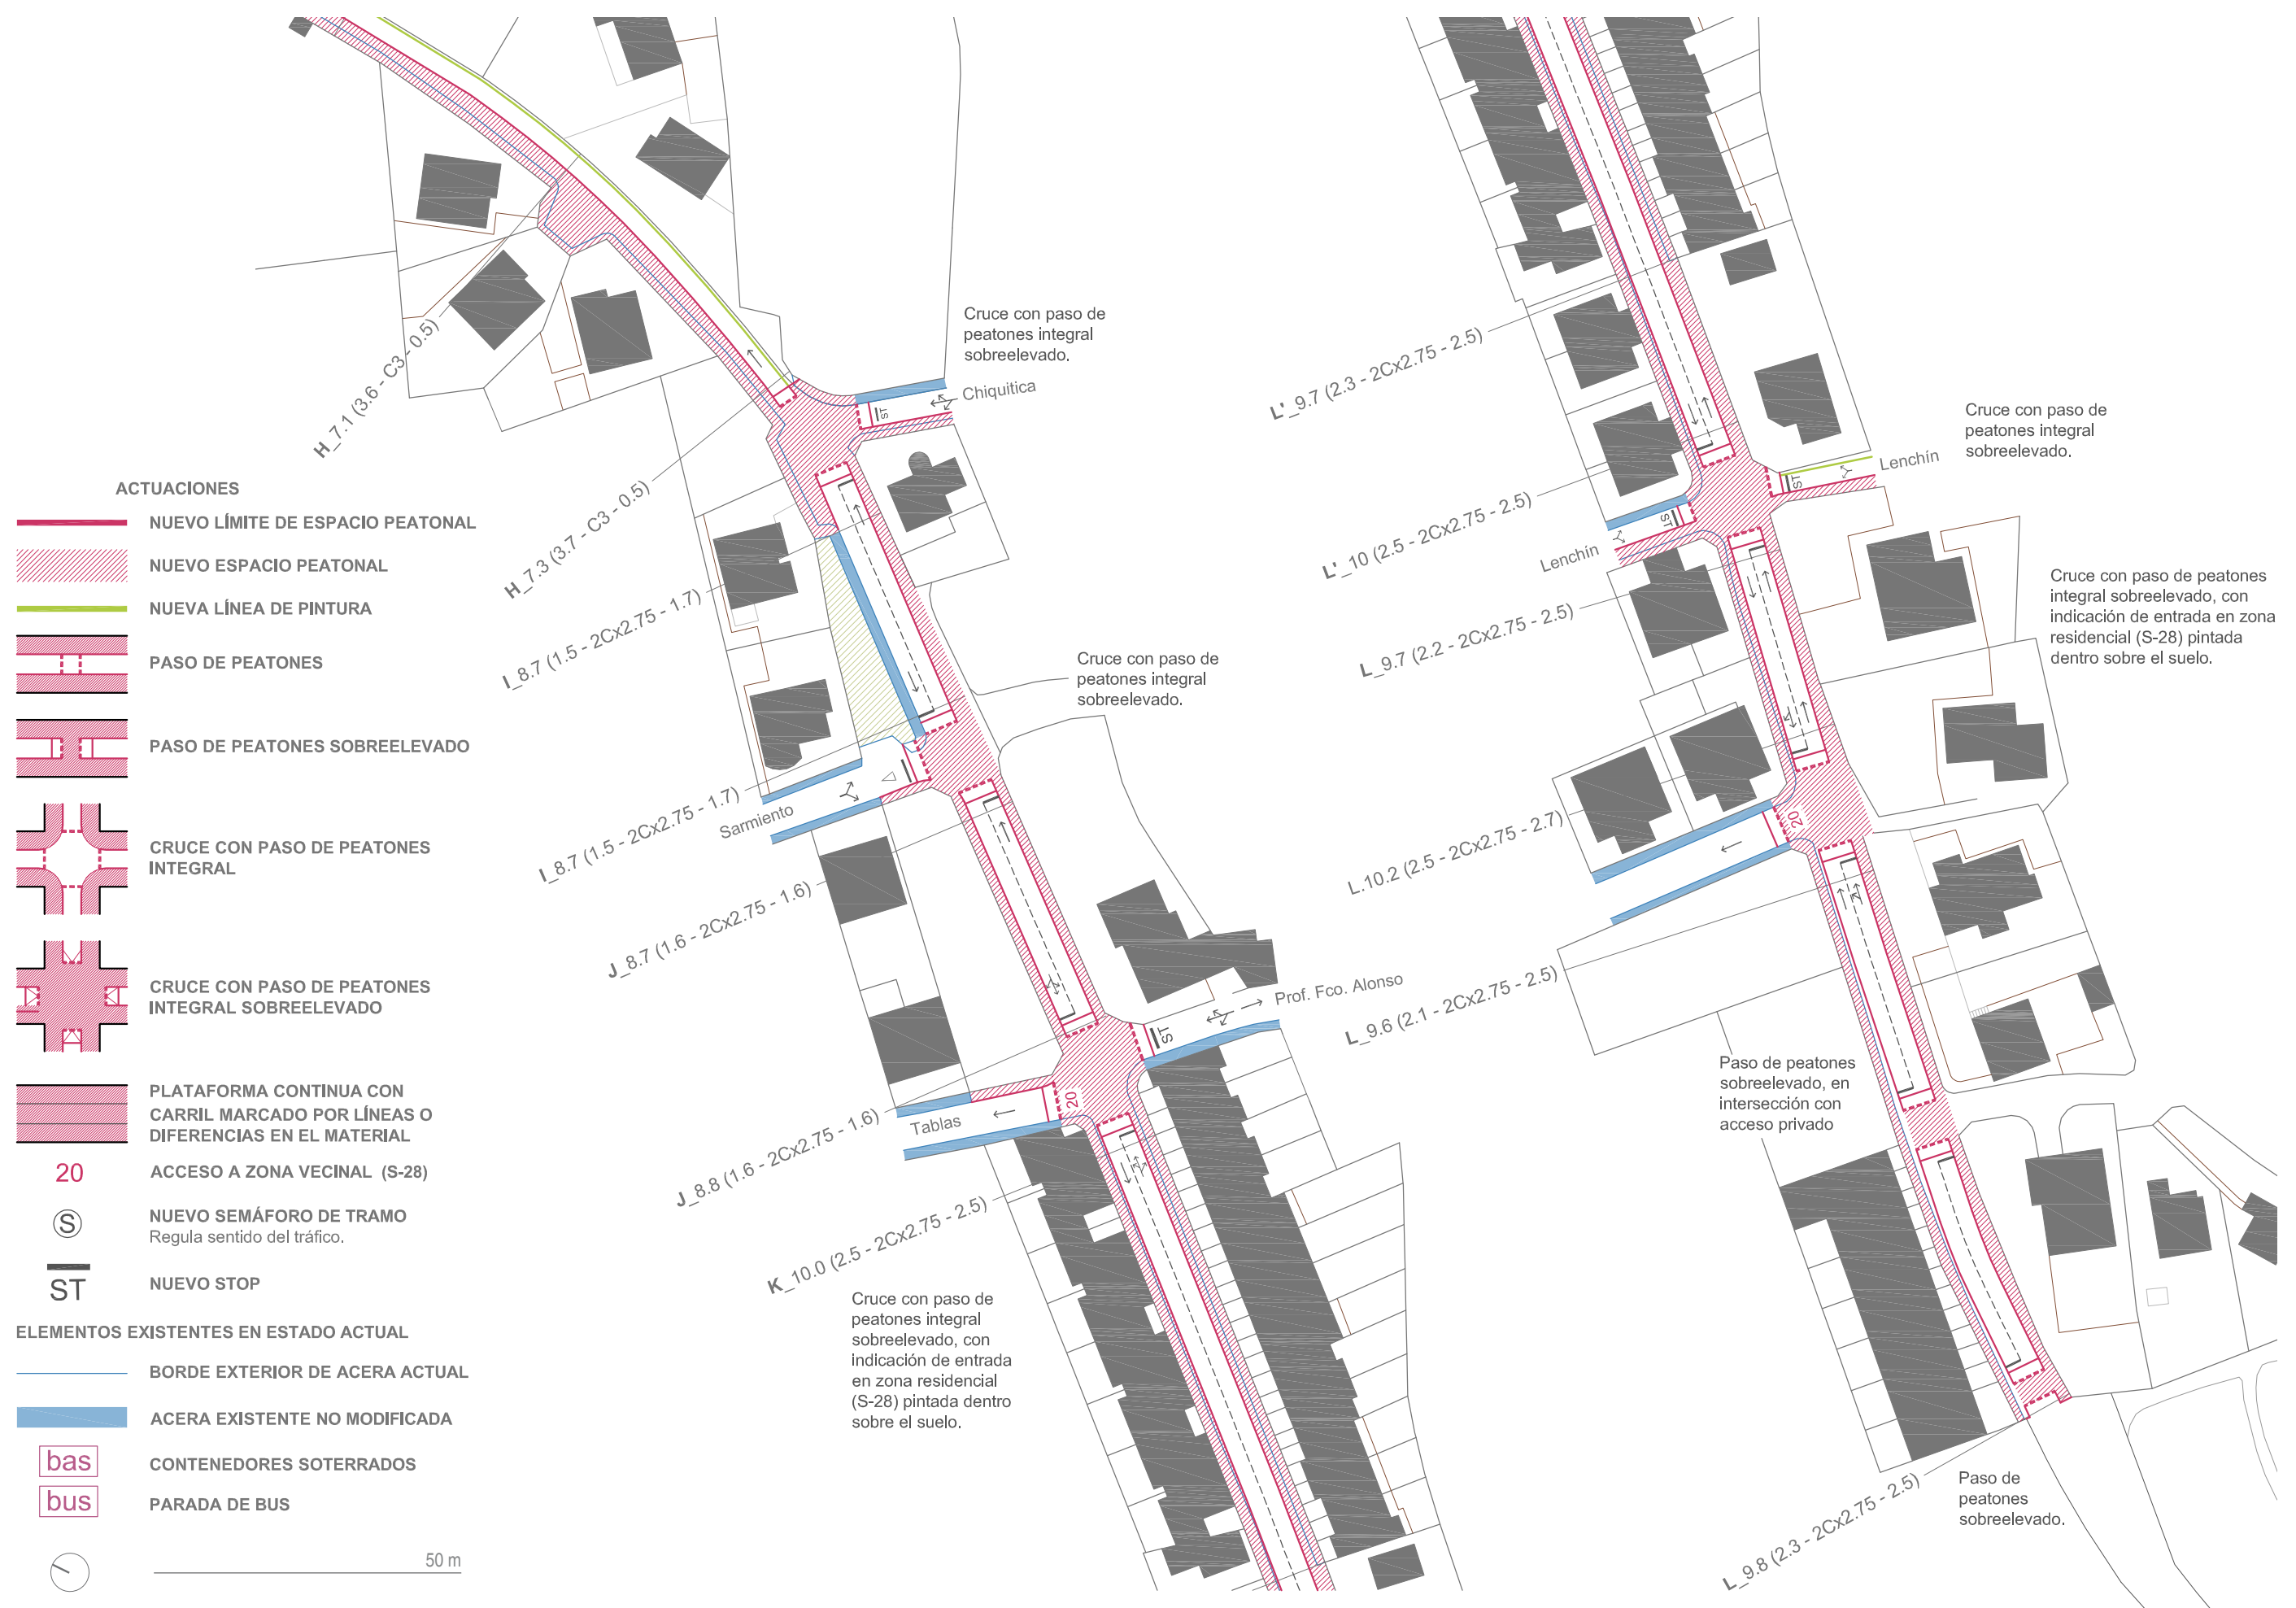 ACTUACIONES
NUEVO LÍMITE DE ESPACIO PEATONAL
NUEVO ESPACIO PEATONAL
NUEVA LÍNEA DE PINTURA
PASO DE PEATONES
PASO DE PEATONES SOBREELEVADO
CRUCE CON PASO DE PEATONES
INTEGRAL
CRUCE CON PASO DE PEATONES
INTEGRAL SOBREELEVADO
PLATAFORMA CONTINUA CON
CARRIL MARCADO POR LÍNEAS O
DIFERENCIAS EN EL MATERIAL
20 ACCESO A ZONA VECINAL (S-28)
S NUEVO SEMÁFORO DE TRAMO
Regula sentido del tráfico.
ST NUEVO STOP
ELEMENTOS EXISTENTES EN ESTADO ACTUAL
BORDE EXTERIOR DE ACERA ACTUAL
ACERA EXISTENTE NO MODIFICADA
bas CONTENEDORES SOTERRADOS
bus PARADA DE BUS
50 m
H_7.1 (3.6 - C3 - 0.5)
H_7.3 (3.7 - C3 - 0.5)
I_8.7 (1.5 - 2Cx2.75 - 1.7)
I_8.7 (1.5 - 2Cx2.75 - 1.7)
J_8.7 (1.6 - 2Cx2.75 - 1.6)
J_8.8 (1.6 - 2Cx2.75 - 1.6)
K_10.0 (2.5 - 2Cx2.75 - 2.5)
Cruce con paso de
peatones integral
sobreelevado.
Chiquitica
ST
Cruce con paso de
peatones integral
sobreelevado.
Sarmiento
Prof. Fco. Alonso
ST
Tablas
20
Cruce con paso de
peatones integral
sobreelevado, con
indicación de entrada
en zona residencial
(S-28) pintada dentro
sobre el suelo.
L'_9.7 (2.3 - 2Cx2.75 - 2.5)
L'_10 (2.5 - 2Cx2.75 - 2.5)
L_9.7 (2.2 - 2Cx2.75 - 2.5)
L.10.2 (2.5 - 2Cx2.75 - 2.7)
L_9.6 (2.1 - 2Cx2.75 - 2.5)
L_9.8 (2.3 - 2Cx2.75 - 2.5)
Cruce con paso de
peatones integral
sobreelevado.
Lenchín
ST
Lenchín
ST
Cruce con paso de peatones
integral sobreelevado, con
indicación de entrada en zona
residencial (S-28) pintada
dentro sobre el suelo.
20
Paso de peatones
sobreelevado, en
intersección con
acceso privado
Paso de
peatones
sobreelevado.